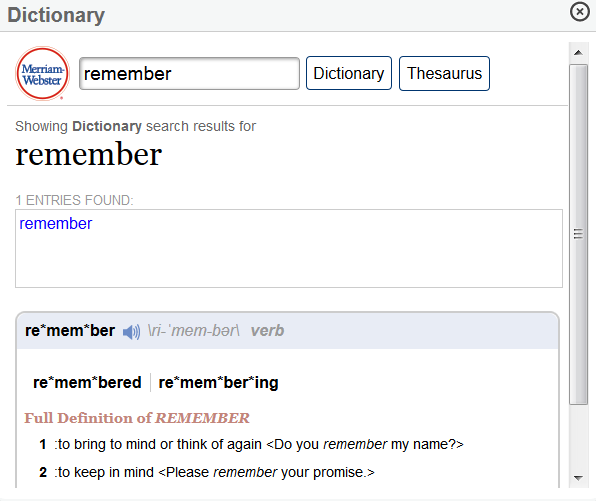 Dictionary
Merriam-
Webster
remember
Dictionary
Thesaurus
Showing Dictionary search results for
remember
1 ENTRIES FOUND:
remember
re*mem*ber \ri-ˈmem-bər\ verb
re*mem*bered re*mem*ber*ing
Full Definition of REMEMBER
1 :to bring to mind or think of again <Do you remember my name?>
2 :to keep in mind <Please remember your promise.>